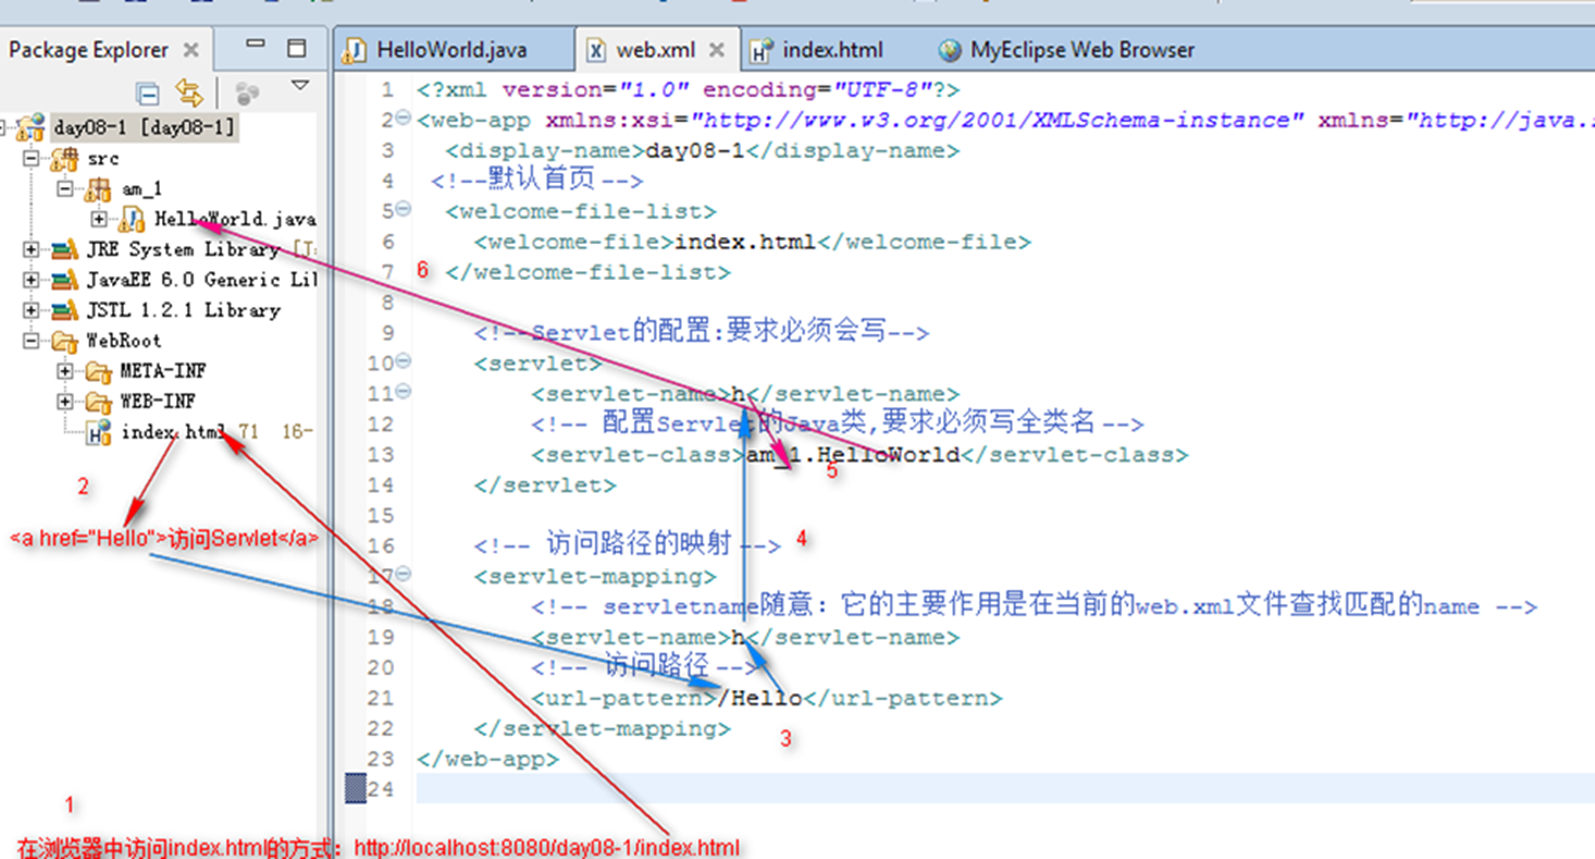 Package Explorer
HelloWorld.java
web.xml
index.html
MyEclipse Web Browser
day08-1 [day08-1]
src
am_1
HelloWorld.java
JRE System Library [J
JavaEE 6.0 Generic Lil
JSTL 1.2.1 Library
WebRoot
META-INF
WEB-INF
index.html 71 16-
2
<a href="Hello">访问Servlet</a>
1
在浏览器中访问index.html的方式：http://localhost:8080/day08-1/index.html
1 <?xml version="1.0" encoding="UTF-8"?>
2 <web-app xmlns:xsi="http://www.w3.org/2001/XMLSchema-instance" xmlns="http://java.s
3 <display-name>day08-1</display-name>
4 <!--默认首页-->
5 <welcome-file-list>
6 <welcome-file>index.html</welcome-file>
7 6 </welcome-file-list>
8
9 <!--Servlet的配置:要求必须会写-->
10 <servlet>
11 <servlet-name>h</servlet-name>
12 <!-- 配置Servlet的Java类,要求必须写全类名-->
13 <servlet-class>am_1.HelloWorld</servlet-class>
5
14 </servlet>
15
16 <!-- 访问路径的映射--> 4
17 <servlet-mapping>
18 <!-- servletname随意：它的主要作用是在当前的web.xml文件查找匹配的name -->
19 <servlet-name>h</servlet-name>
20 <!-- 访问路径-->
21 <url-pattern>/Hello</url-pattern>
22 </servlet-mapping> 3
23 </web-app>
24